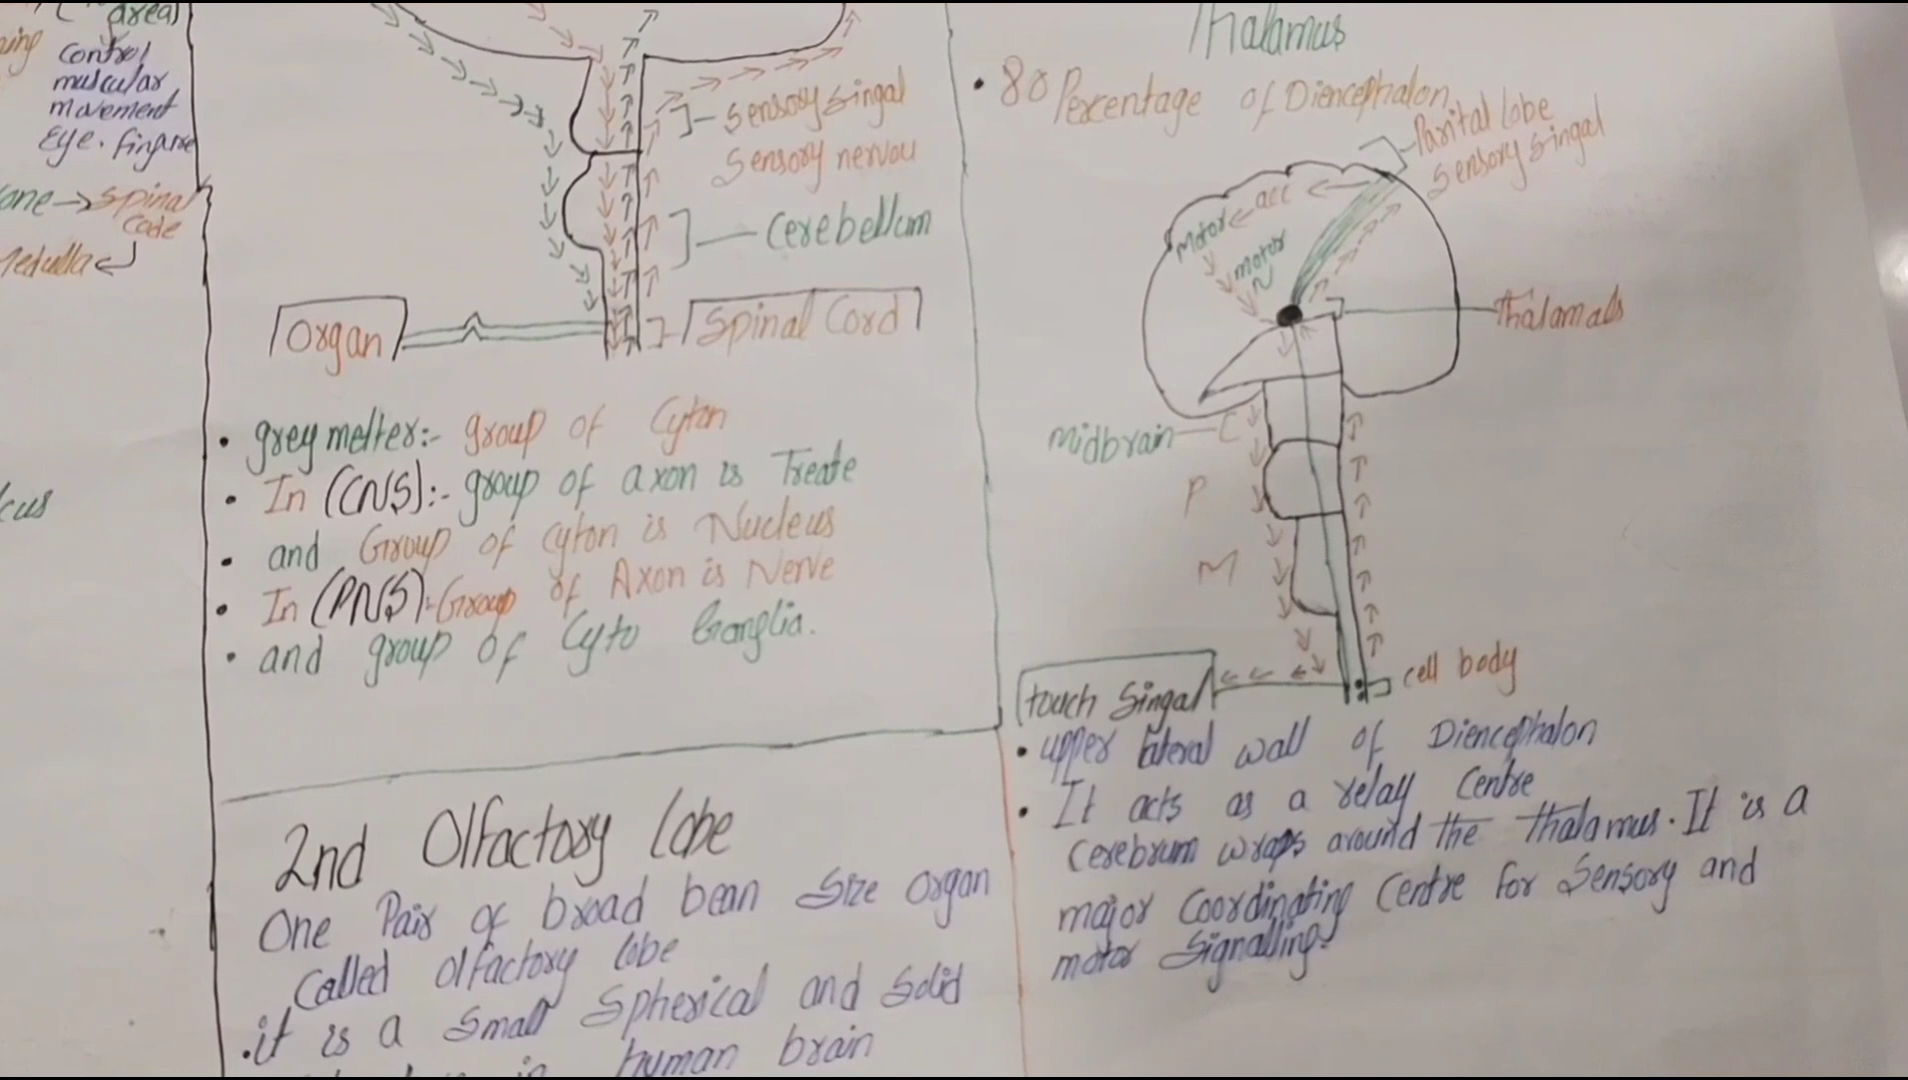 area)
control
muscular
movement
Eye. fingure
Spinal
Code
Medulla
Sensory Singal
Sensory nervou
Cerebellum
Organ
Spinal Cord
• grey metter:- group of Cyton
• In (CNS):- group of axon is Treate
• and Group of cyton is Nucleus
• In (PNS):- Group of Axon is Nerve
• and group of Cyto Ganglia.
2nd Olfactory lobe
One Pair of broad bean Size organ
Called olfactory lobe
• it is a Small Spherical and Solid
in human brain
Thalamus
• 80 Percentage of Diencephalon
Parital lobe
Sensory Singal
acc
Motor
motor
Thalamals
midbrain
C
P
M
cell body
touch Singal
• upper lateral wall of Diencephalon
• It acts as a relay Centre
Cerebrum wraps around the thalamus. It is a
major Coordinating Centre for Sensory and
motor Signalling.